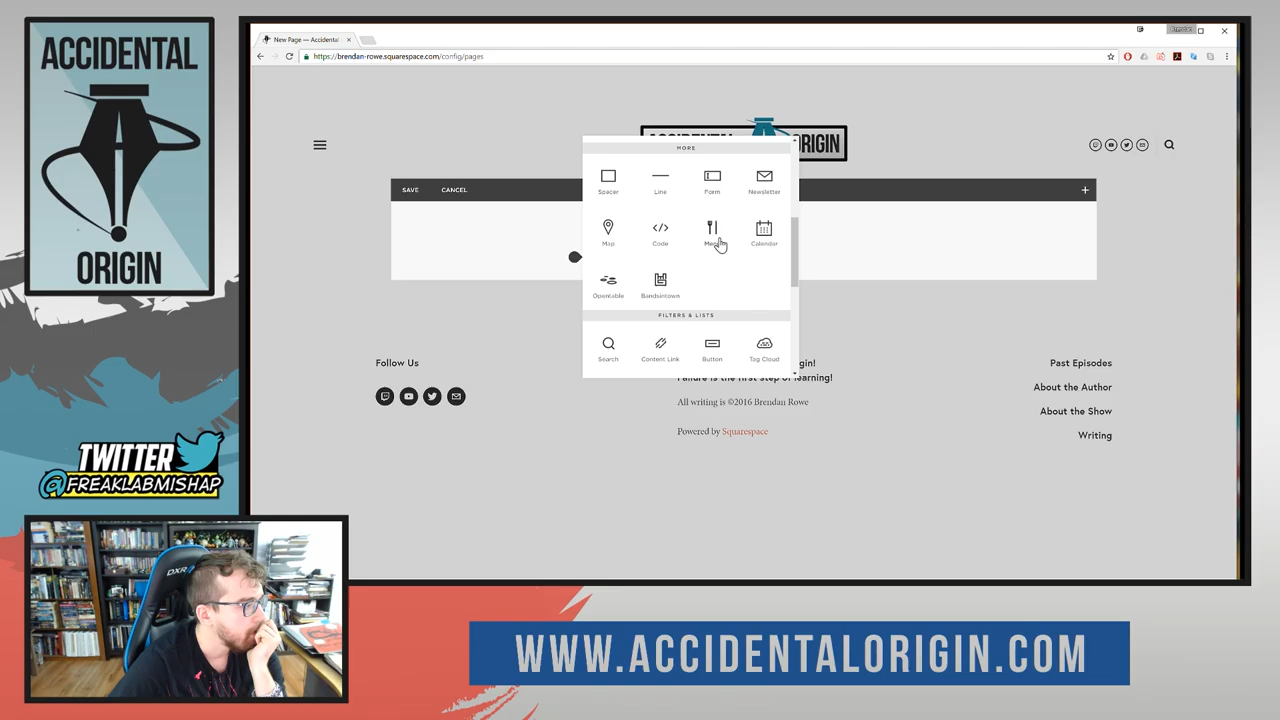 ACCIDENTAL
ORIGIN
TWITTER
@FREAKLABMISHAP
New Page — Accidental
https://brendan-rowe.squarespace.com/config/pages
ORIGIN
SAVE
CANCEL
MORE
Spacer
Line
Form
Newsletter
Map
Code
Calendar
Opentable
Bandsintown
FILTERS & LISTS
Search
Content Link
Button
Tag Cloud
Follow Us
Failure is the first step of learning!
All writing is ©2016 Brendan Rowe
Powered by Squarespace
Past Episodes
About the Author
About the Show
Writing
DXR
WWW.ACCIDENTALORIGIN.COM